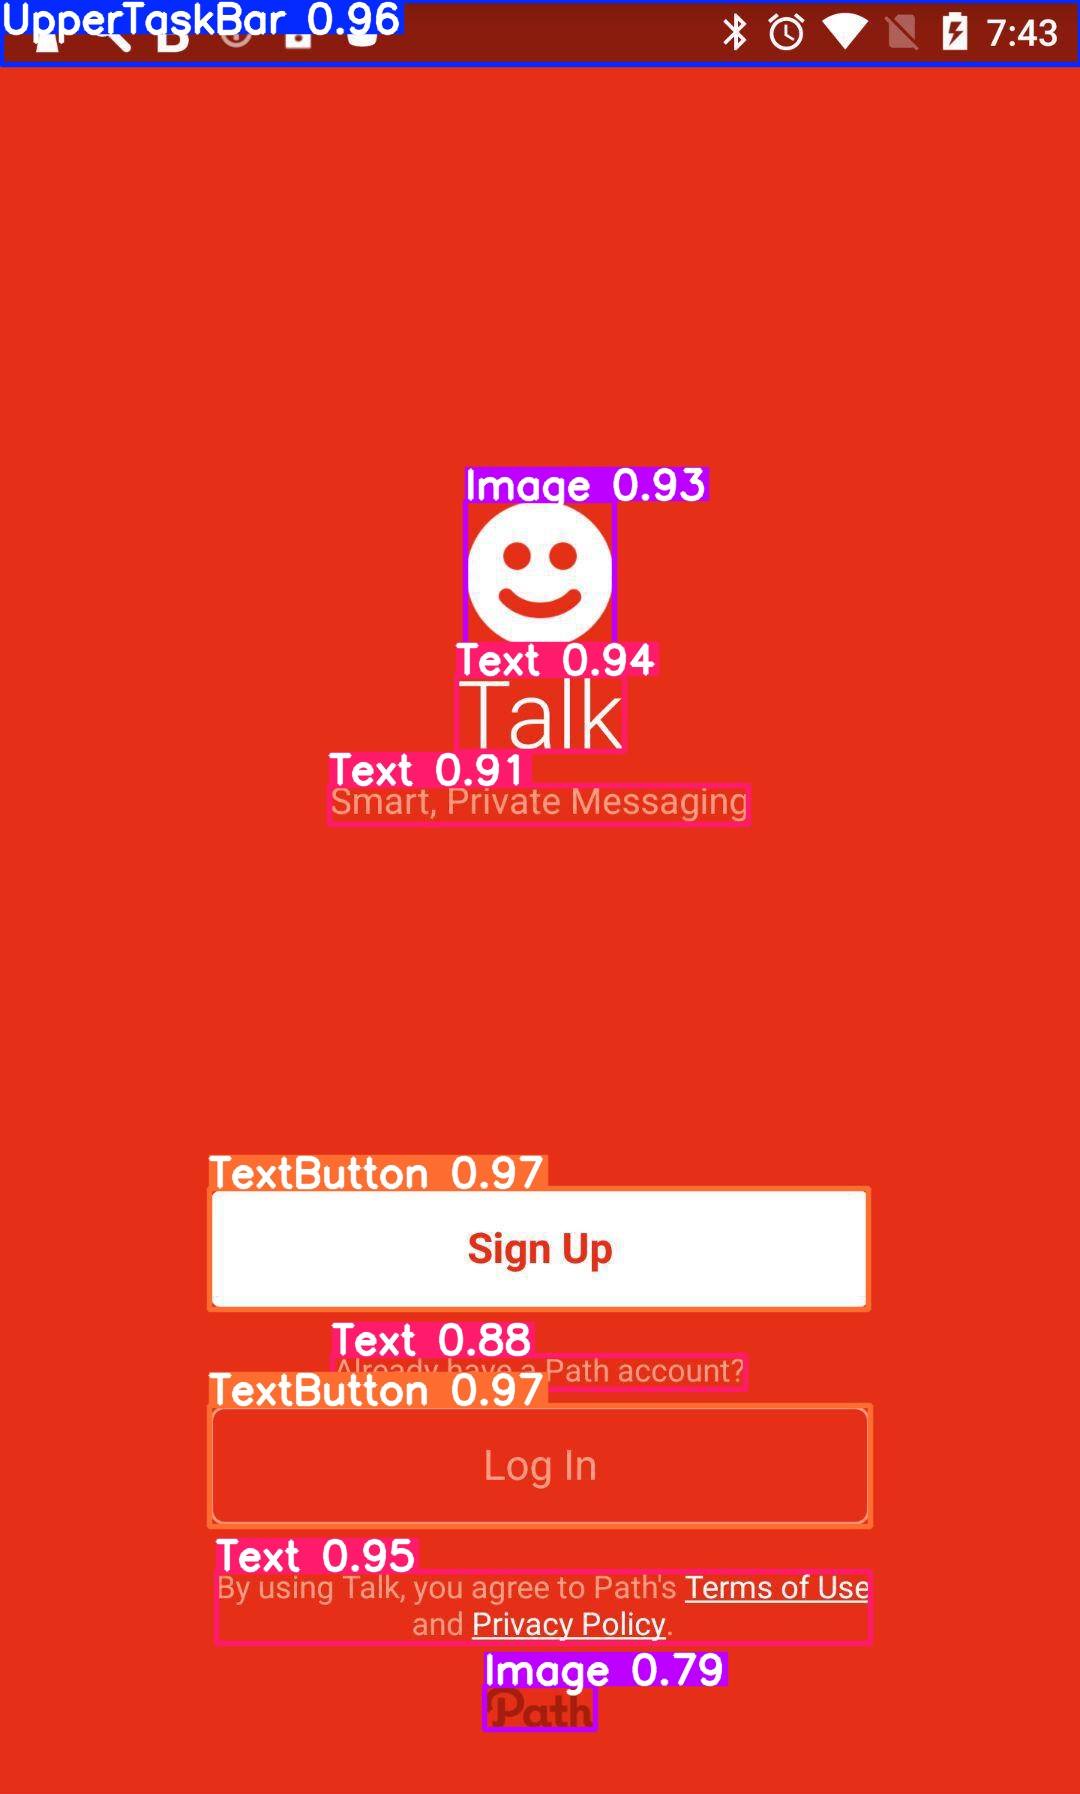 UpperTaskBar 0.96
7:43
Image 0.93
Text 0.94
Talk
Text 0.91
Smart, Private Messaging
TextButton 0.97
Sign Up
Text 0.88
Already have a Path account?
TextButton 0.97
Log In
Text 0.95
By using Talk, you agree to Path's Terms of Use
and Privacy Policy.
Image 0.79
Path